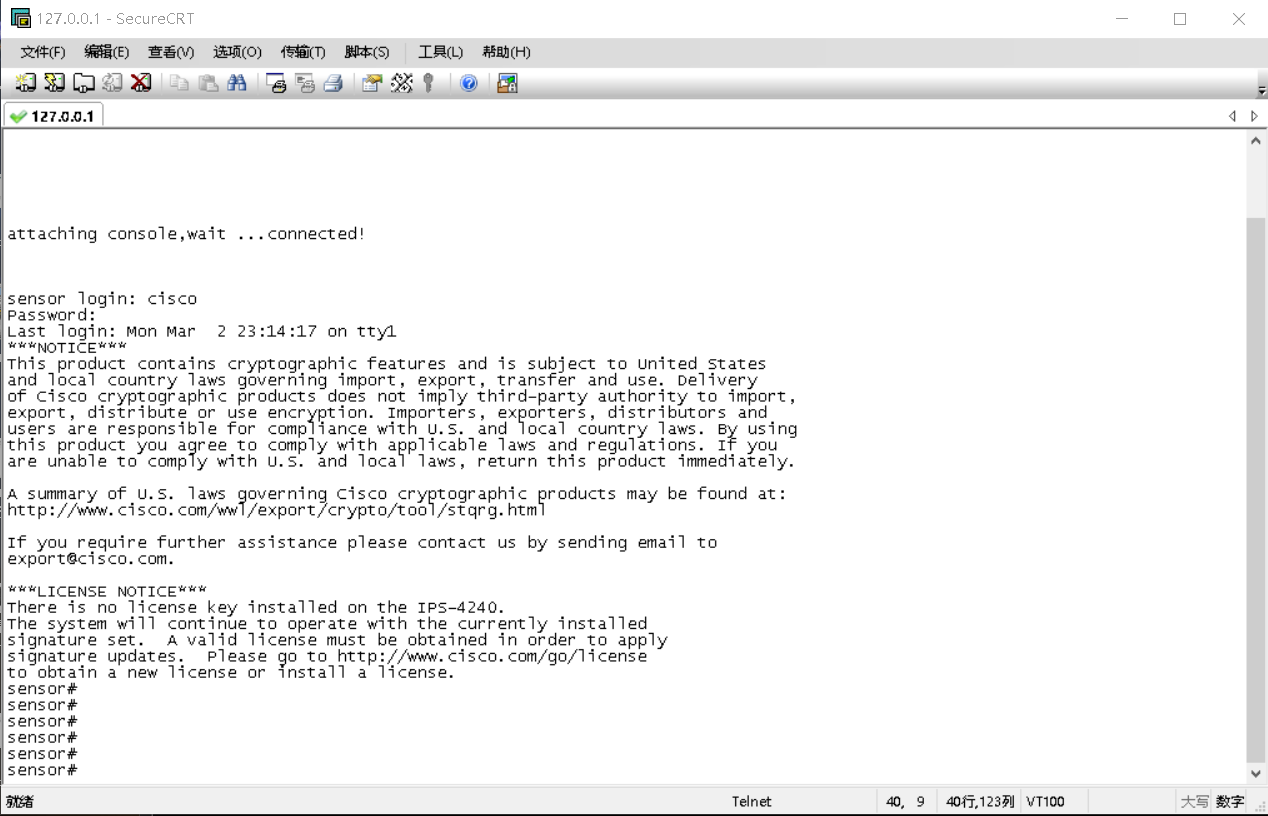 127.0.0.1 - SecureCRT
文件(F) 编辑(E) 查看(V) 选项(O) 传输(T) 脚本(S) 工具(L) 帮助(H)
127.0.0.1
attaching console,wait ...connected!
sensor login: cisco
Password:
Last login: Mon Mar  2 23:14:17 on tty1
***NOTICE***
This product contains cryptographic features and is subject to United States
and local country laws governing import, export, transfer and use. Delivery
of Cisco cryptographic products does not imply third-party authority to import,
export, distribute or use encryption. Importers, exporters, distributors and
users are responsible for compliance with U.S. and local country laws. By using
this product you agree to comply with applicable laws and regulations. If you
are unable to comply with U.S. and local laws, return this product immediately.
A summary of U.S. laws governing Cisco cryptographic products may be found at:
http://www.cisco.com/wwl/export/crypto/tool/stqrg.html
If you require further assistance please contact us by sending email to
export@cisco.com.
***LICENSE NOTICE***
There is no license key installed on the IPS-4240.
The system will continue to operate with the currently installed
signature set.  A valid license must be obtained in order to apply
signature updates.  Please go to http://www.cisco.com/go/license
to obtain a new license or install a license.
sensor#
sensor#
sensor#
sensor#
sensor#
sensor#
就绪 Telnet 40, 9 40行,123列 VT100 大写 数字